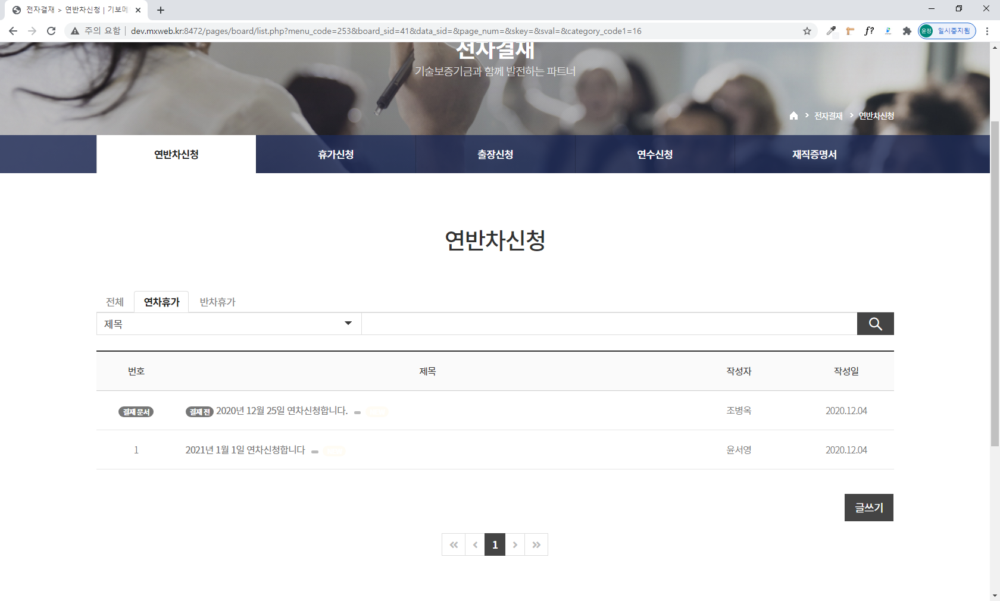 전자결재 > 연반차신청 | 기보메
주의 요함 | dev.mxweb.kr:8472/pages/board/list.php?menu_code=253&board_sid=41&data_sid=&page_num=&skey=&sval=&category_code1=16
f?
윤정 일시중지됨
전자결재
기술보증기금과 함께 발전하는 파트너
> 전자결재 > 연반차신청
연반차신청 휴가신청 출장신청 연수신청 재직증명서
연반차신청
전체 연차휴가 반차휴가
제목
번호 제목 작성자 작성일
결재 문서 결재 전 2020년 12월 25일 연차신청합니다. 조병옥 2020.12.04
1 2021년 1월 1일 연차신청합니다 윤서영 2020.12.04
글쓰기
« ‹ 1 › »